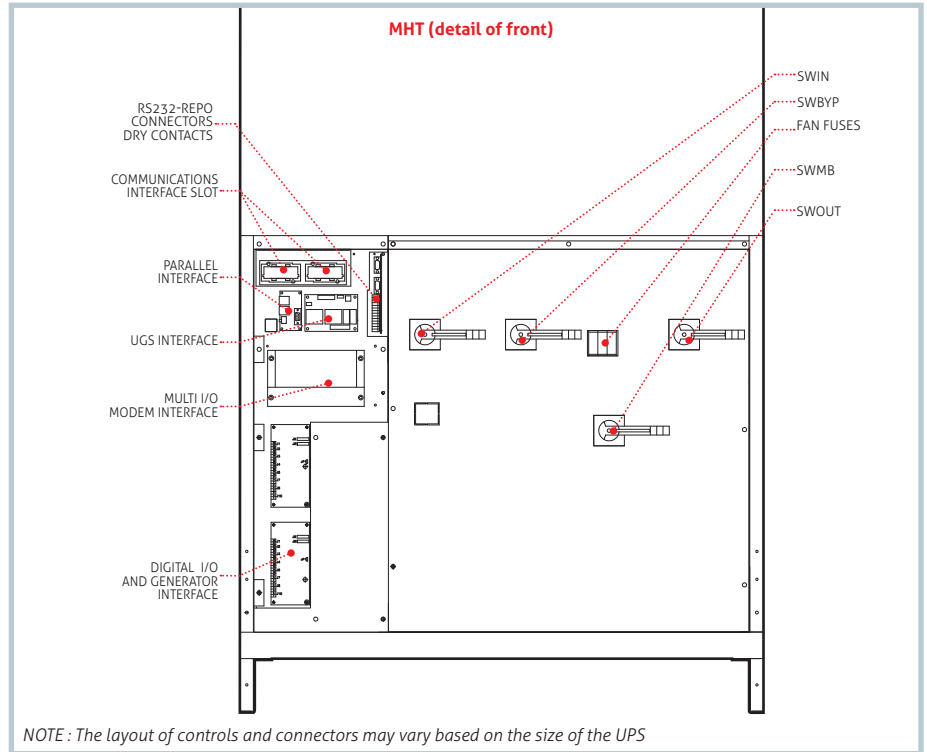 MHT (detail of front)
RS232-REPO
CONNECTORS
DRY CONTACTS
COMMUNICATIONS
INTERFACE SLOT
PARALLEL
INTERFACE
UGS INTERFACE
MULTI I/O
MODEM INTERFACE
DIGITAL I/O
AND GENERATOR
INTERFACE
SWIN
SWBYP
FAN FUSES
SWMB
SWOUT
NOTE : The layout of controls and connectors may vary based on the size of the UPS